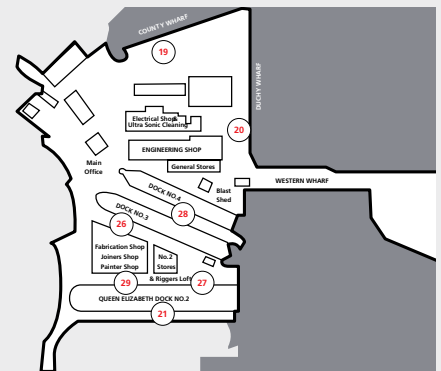 COUNTY WHARF
19
DUCHY WHARF
Electrical Shop &
Ultra Sonic Cleaning
20
ENGINEERING SHOP
General Stores
Main
Office
WESTERN WHARF
Blast
Shed
DOCK NO.4
DOCK NO.3
28
26
Fabrication Shop
Joiners Shop
Painter Shop
No.2
Stores
& Riggers Loft
29
27
QUEEN ELIZABETH DOCK NO.2
21